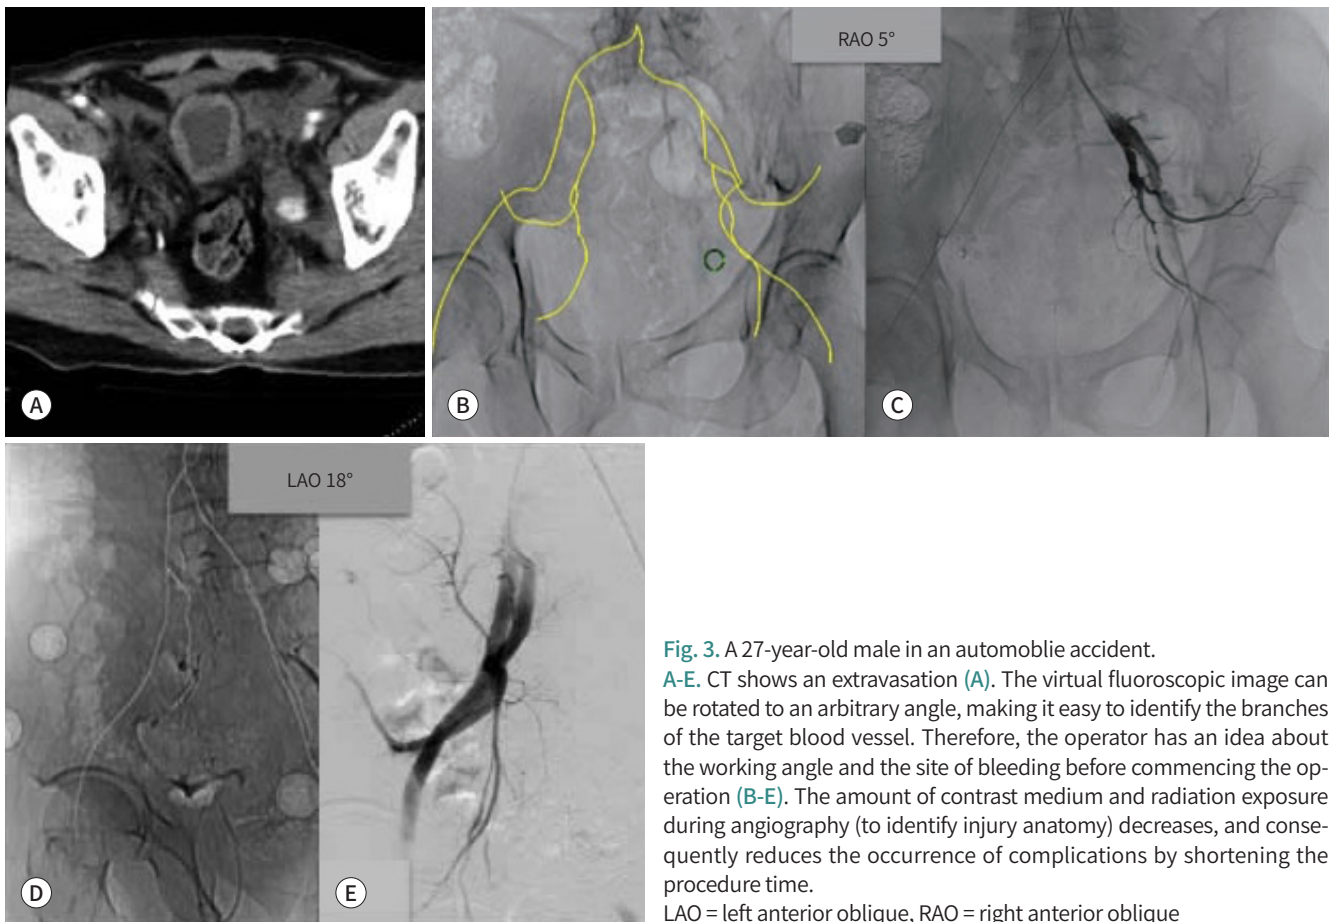 RAO 5°
A
B
C
LAO 18°
D
E
Fig. 3. A 27-year-old male in an automoblie accident.
A-E. CT shows an extravasation (A). The virtual fluoroscopic image can
be rotated to an arbitrary angle, making it easy to identify the branches
of the target blood vessel. Therefore, the operator has an idea about
the working angle and the site of bleeding before commencing the op-
eration (B-E). The amount of contrast medium and radiation exposure
during angiography (to identify injury anatomy) decreases, and conse-
quently reduces the occurrence of complications by shortening the
procedure time.
LAO = left anterior oblique, RAO = right anterior oblique